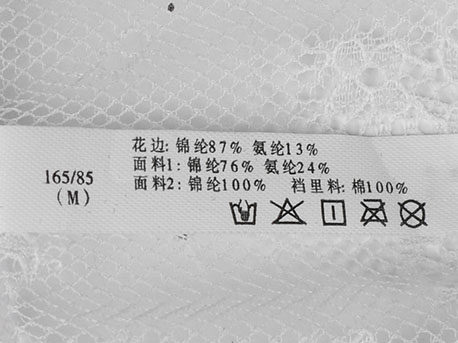 花边: 锦纶87% 氨纶13%
面料1: 锦纶76% 氨纶24%
165/85
(M)
面料2: 锦纶100% 裆里料: 棉100%